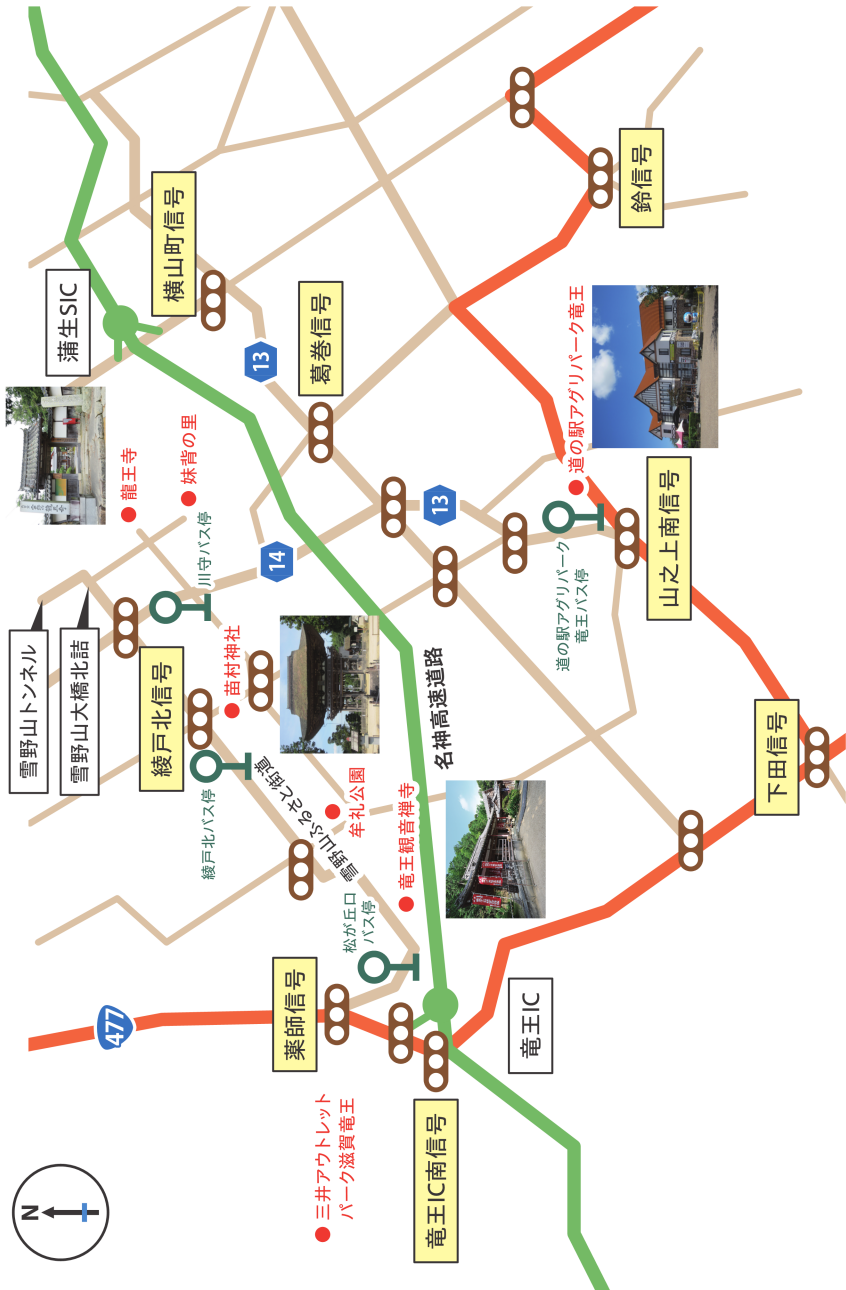 N
雪野山トンネル
雪野山大橋北詰
蒲生SIC
477
龍王寺
綾戸北信号
横山町信号
妹背の里
川守バス停
綾戸北バス停
苗村神社
13
14
雪野山ふるさと街道
薬師信号
葛巻信号
三井アウトレット
パーク滋賀竜王
牟礼公園
松が丘口
バス停
竜王観音禅寺
竜王IC南信号
名神高速道路
13
竜王IC
道の駅アグリパーク
竜王バス停
道の駅アグリパーク竜王
鈴信号
山之上南信号
下田信号